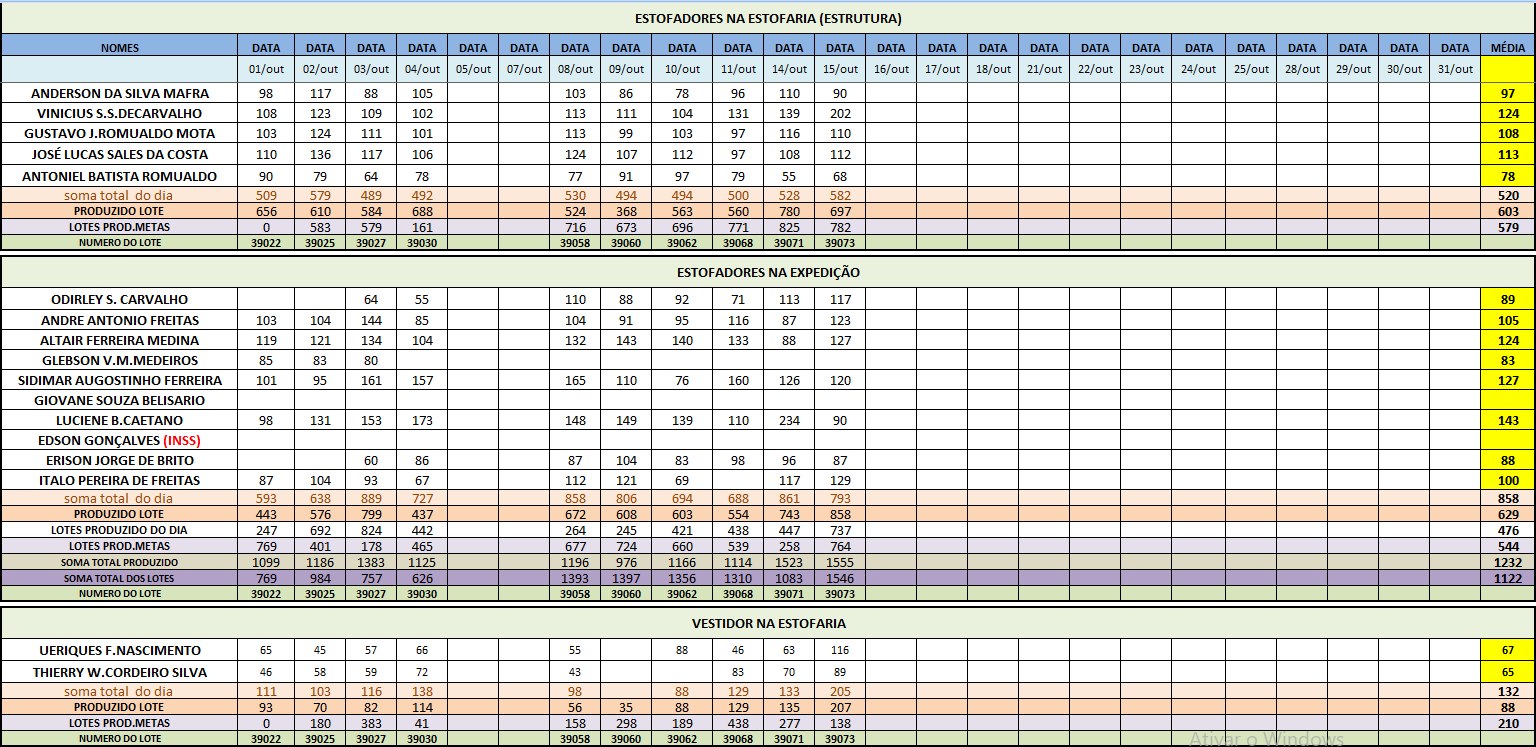 ESTOFADORES NA ESTOFARIA (ESTRUTURA)
NOMES DATA DATA DATA DATA DATA DATA DATA DATA DATA DATA DATA DATA DATA DATA DATA DATA DATA DATA DATA DATA DATA DATA DATA DATA MÉDIA
01/out 02/out 03/out 04/out 05/out 07/out 08/out 09/out 10/out 11/out 14/out 15/out 16/out 17/out 18/out 21/out 22/out 23/out 24/out 25/out 28/out 29/out 30/out 31/out
ANDERSON DA SILVA MAFRA 98 117 88 105 103 86 78 96 110 90 97
VINICIUS S.S.DECARVALHO 108 123 109 102 113 111 104 131 139 202 124
GUSTAVO J.ROMUALDO MOTA 103 124 111 101 113 99 103 97 116 110 108
JOSÉ LUCAS SALES DA COSTA 110 136 117 106 124 107 112 97 108 112 113
ANTONIEL BATISTA ROMUALDO 90 79 64 78 77 91 97 79 55 68 78
soma total do dia 509 579 489 492 530 494 494 500 528 582 520
PRODUZIDO LOTE 656 610 584 688 524 368 563 560 780 697 603
LOTES PROD.METAS 0 583 579 161 716 673 696 771 825 782 579
NUMERO DO LOTE 39022 39025 39027 39030 39058 39060 39062 39068 39071 39073
ESTOFADORES NA EXPEDIÇÃO
ODIRLEY S. CARVALHO 64 55 110 88 92 71 113 117 89
ANDRE ANTONIO FREITAS 103 104 144 85 104 91 95 116 87 123 105
ALTAIR FERREIRA MEDINA 119 121 134 104 132 143 140 133 88 127 124
GLEBSON V.M.MEDEIROS 85 83 80 83
SIDIMAR AUGOSTINHO FERREIRA 101 95 161 157 165 110 76 160 126 120 127
GIOVANE SOUZA BELISARIO
LUCIENE B.CAETANO 98 131 153 173 148 149 139 110 234 90 143
EDSON GONÇALVES (INSS)
ERISON JORGE DE BRITO 60 86 87 104 83 98 96 87 88
ITALO PEREIRA DE FREITAS 87 104 93 67 112 121 69 117 129 100
soma total do dia 593 638 889 727 858 806 694 688 861 793 858
PRODUZIDO LOTE 443 576 799 437 672 608 603 554 743 858 629
LOTES PRODUZIDO DO DIA 247 692 824 442 264 245 421 438 447 737 476
LOTES PROD.METAS 769 401 178 465 677 724 660 539 258 764 544
SOMA TOTAL PRODUZIDO 1099 1186 1383 1125 1196 976 1166 1114 1523 1555 1232
SOMA TOTAL DOS LOTES 769 984 757 626 1393 1397 1356 1310 1083 1546 1122
NUMERO DO LOTE 39022 39025 39027 39030 39058 39060 39062 39068 39071 39073
VESTIDOR NA ESTOFARIA
UERIQUES F.NASCIMENTO 65 45 57 66 55 88 46 63 116 67
THIERRY W.CORDEIRO SILVA 46 58 59 72 43 83 70 89 65
soma total do dia 111 103 116 138 98 88 129 133 205 132
PRODUZIDO LOTE 93 70 82 114 56 35 88 129 135 207 88
LOTES PROD.METAS 0 180 383 41 158 298 189 438 277 138 210
NUMERO DO LOTE 39022 39025 39027 39030 39058 39060 39062 39068 39071 39073
Ativar o Windows